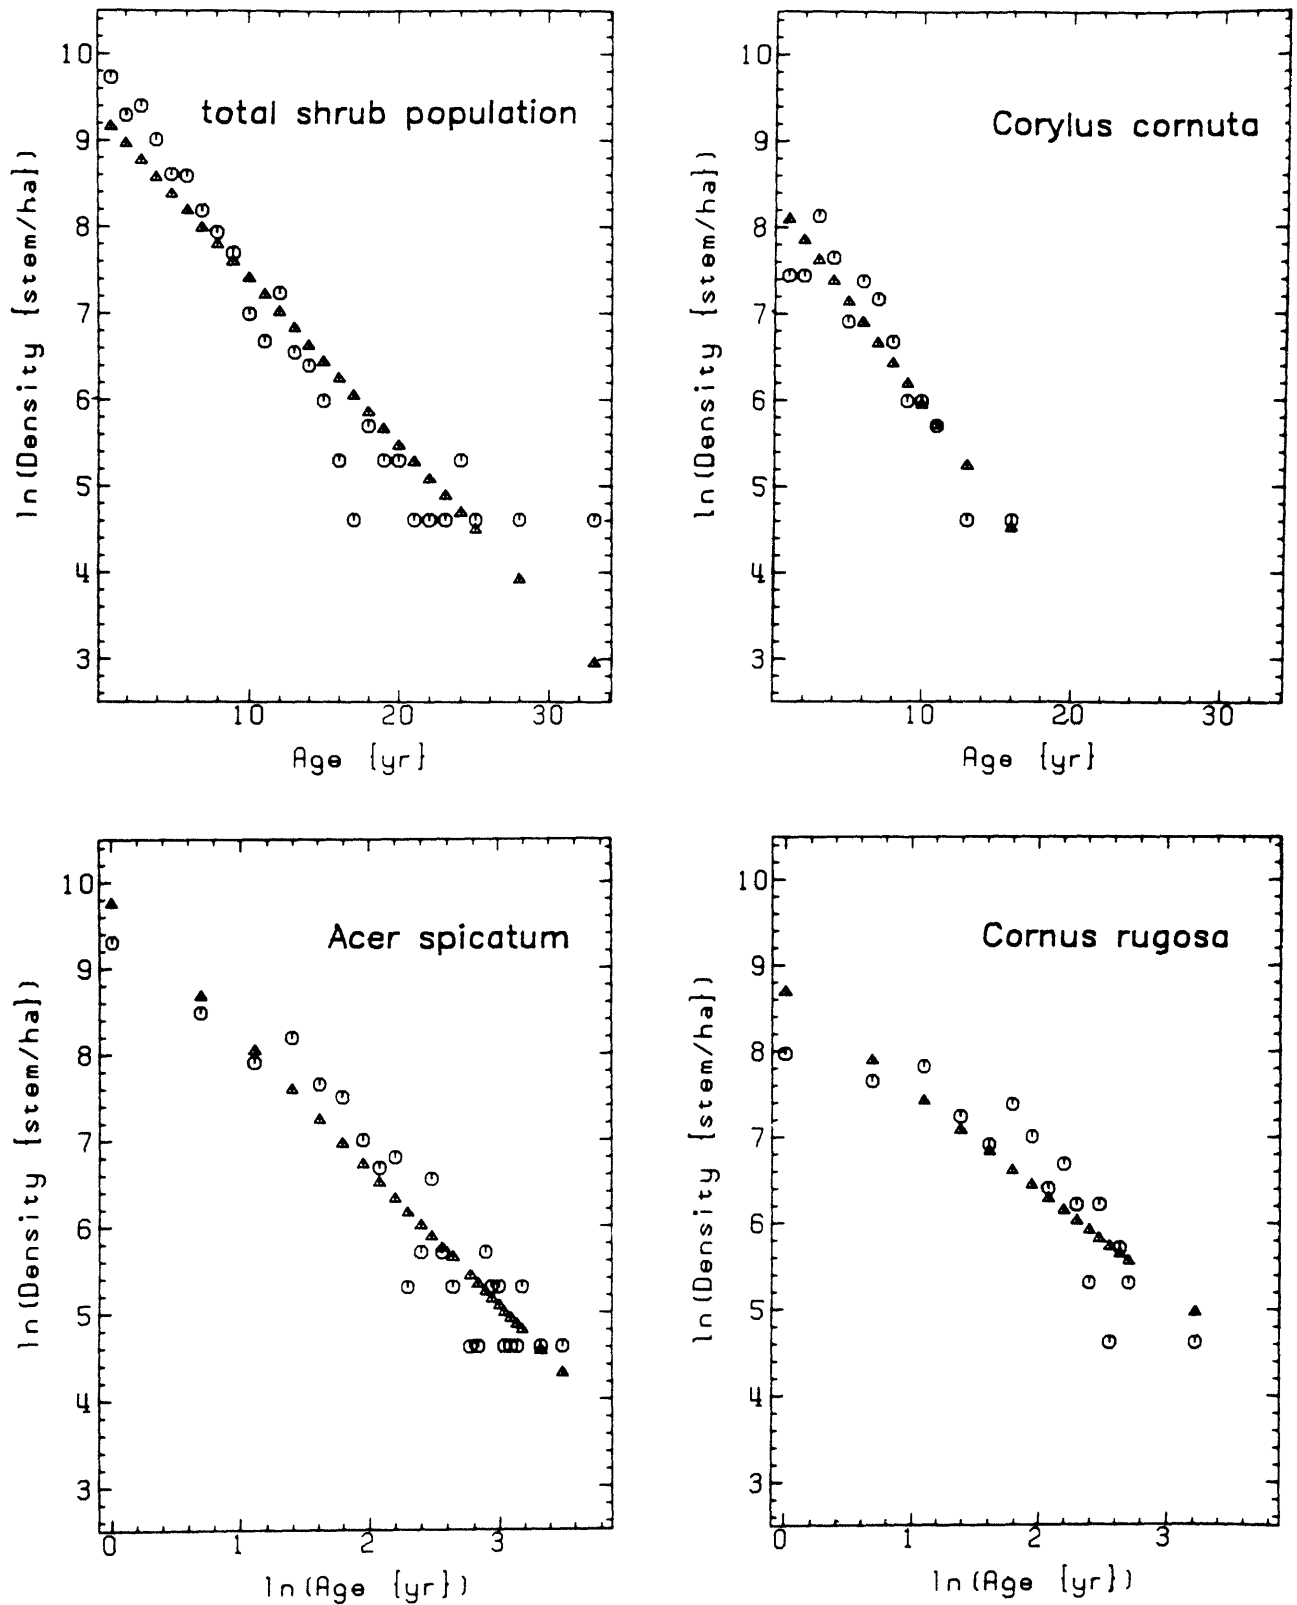 total shrub population
10
9
8
7
6
5
4
3
ln(Density {stem/ha})
10 20 30
Age {yr}
Corylus cornuta
10
9
8
7
6
5
4
3
ln(Density {stem/ha})
10 20 30
Age {yr}
Acer spicatum
10
9
8
7
6
5
4
3
ln(Density {stem/ha})
0 1 2 3
ln(Age {yr})
Cornus rugosa
10
9
8
7
6
5
4
3
ln(Density {stem/ha})
0 1 2 3
ln(Age {yr})